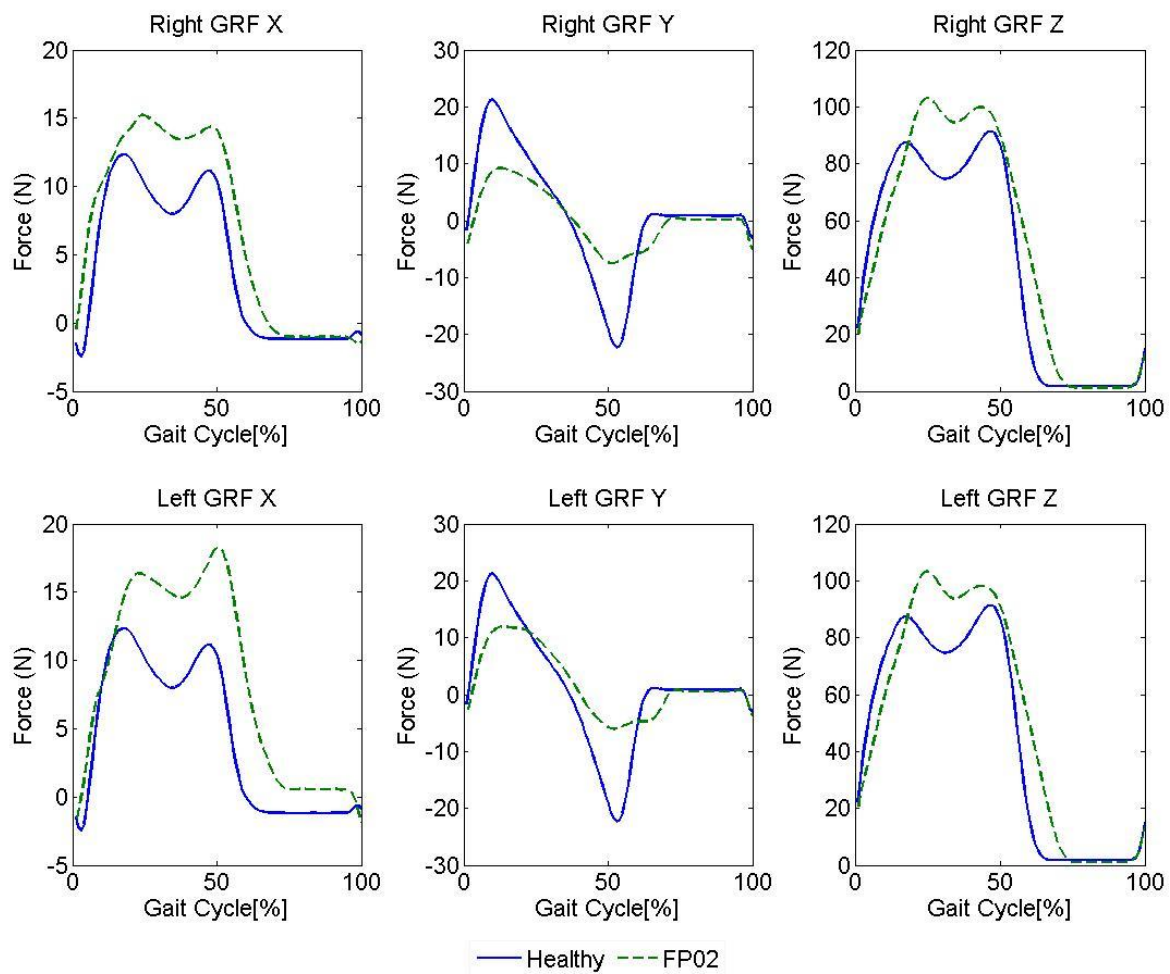 Right GRF X
Right GRF Y
Right GRF Z
20
15
10
5
0
-5
Force (N)
0
50
100
Gait Cycle[%]
30
20
10
0
-10
-20
-30
Force (N)
0
50
100
Gait Cycle[%]
120
100
80
60
40
20
0
Force (N)
0
50
100
Gait Cycle[%]
Left GRF X
Left GRF Y
Left GRF Z
20
15
10
5
0
-5
Force (N)
0
50
100
Gait Cycle[%]
30
20
10
0
-10
-20
-30
Force (N)
0
50
100
Gait Cycle[%]
120
100
80
60
40
20
0
Force (N)
0
50
100
Gait Cycle[%]
Healthy
FP02